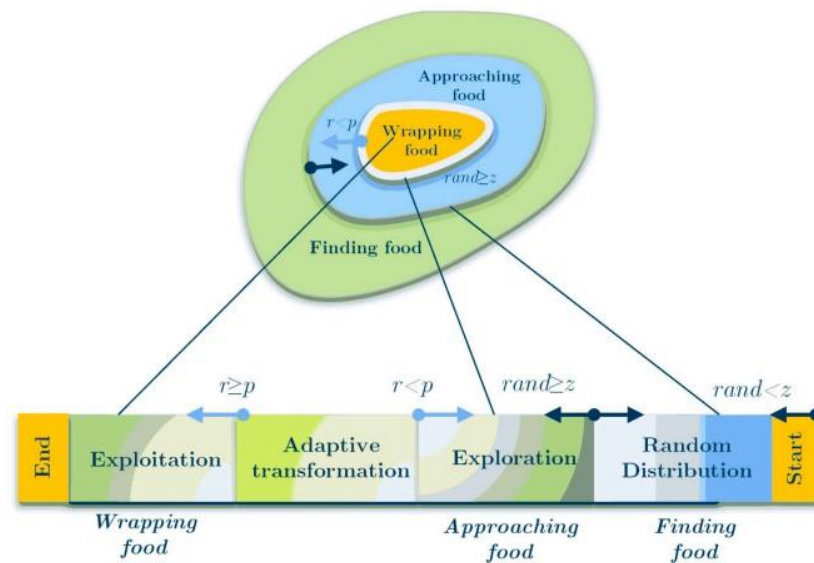 Approaching
food
r<p
Wrapping
food
rand≥z
Finding food
r≥p
r<p
rand≥z
rand<z
End
Exploitation
Adaptive
transformation
Exploration
Random
Distribution
Start
Wrapping
food
Approaching
food
Finding
food